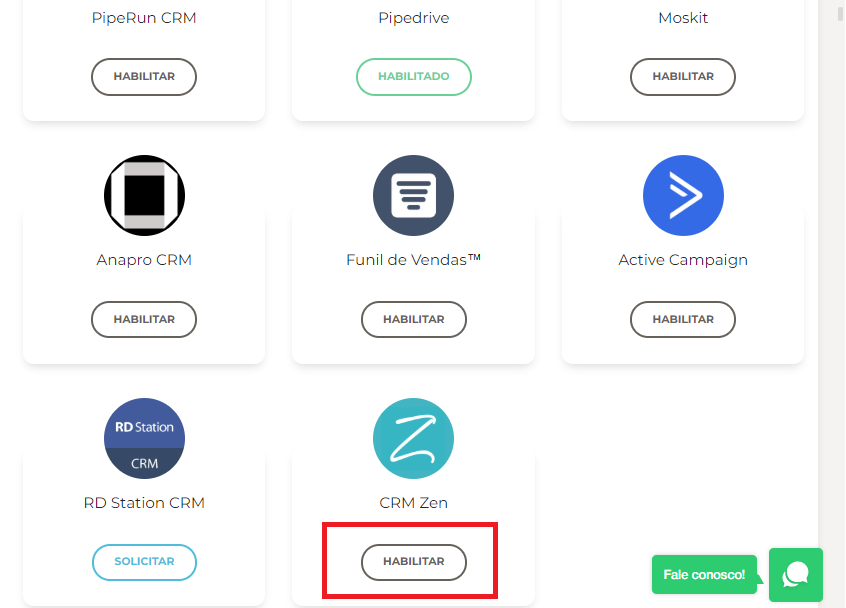 PipeRun CRM
Pipedrive
Moskit
HABILITAR
HABILITADO
HABILITAR
Anapro CRM
Funil de Vendas™
Active Campaign
HABILITAR
HABILITAR
HABILITAR
RD Station
CRM
RD Station CRM
CRM Zen
SOLICITAR
HABILITAR
Fale conosco!